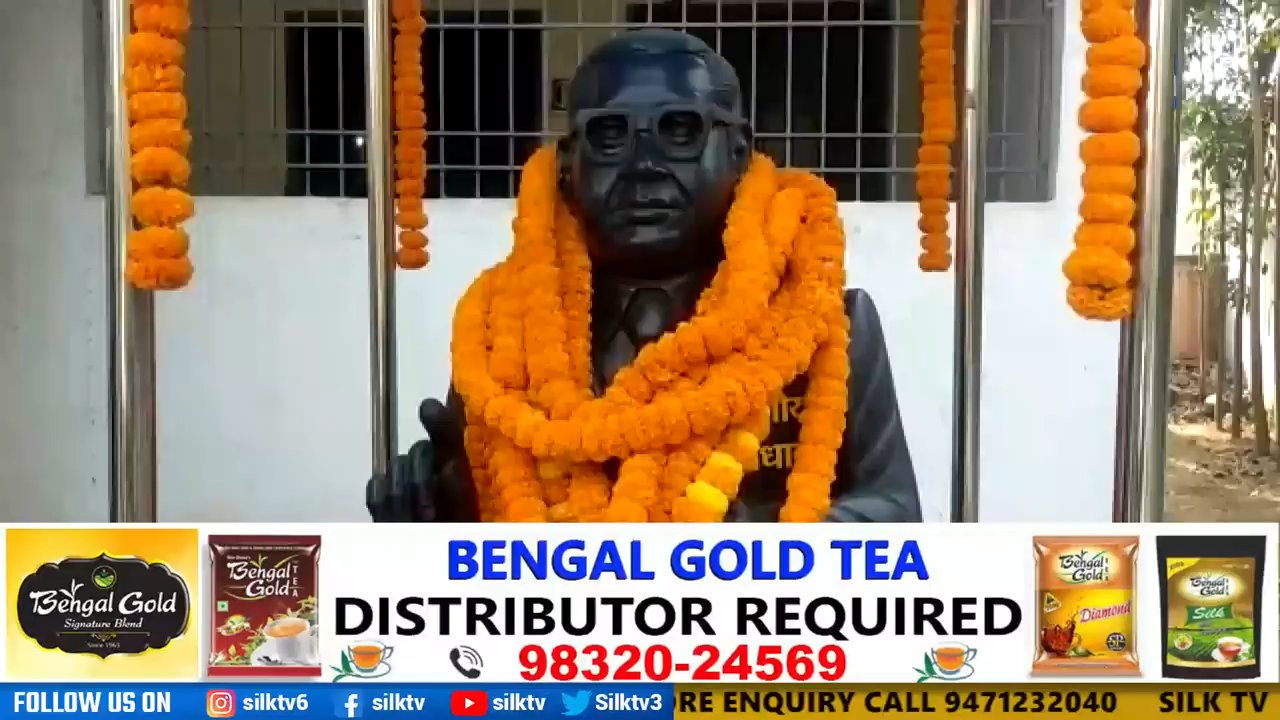 BENGAL GOLD TEA
DISTRIBUTOR REQUIRED
98320-24569
Bengal Gold
Signature Blend
Since 1965
Bengal
Gold
TEA
Bengal
Gold
Diamond
Bengal
Gold
Silk
FOLLOW US ON silktv6 silktv silktv Silktv3
RE ENQUIRY CALL 9471232040 SILK TV